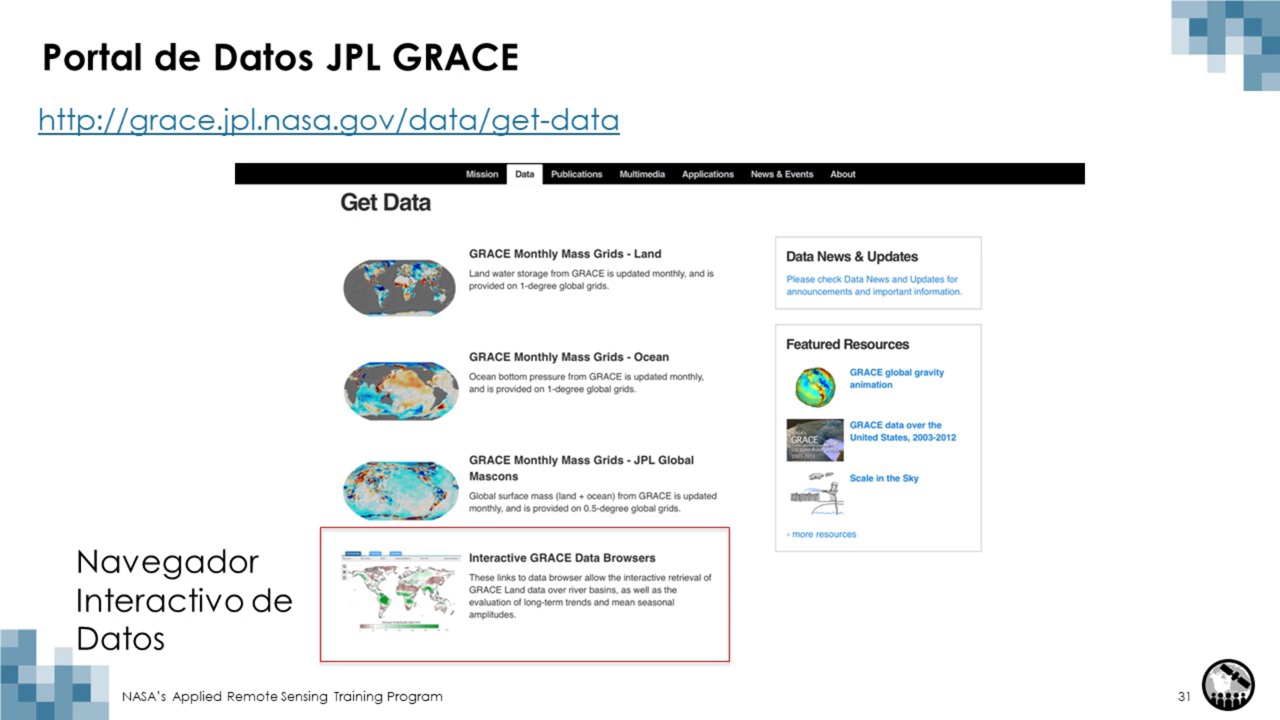 Portal de Datos JPL GRACE
http://grace.jpl.nasa.gov/data/get-data
Mission Data Publications Multimedia Applications News & Events About
Get Data
GRACE Monthly Mass Grids - Land
Land water storage from GRACE is updated monthly, and is
provided on 1-degree global grids.
GRACE Monthly Mass Grids - Ocean
Ocean bottom pressure from GRACE is updated monthly,
and is provided on 1-degree global grids.
GRACE Monthly Mass Grids - JPL Global
Mascons
Global surface mass (land + ocean) from GRACE is updated
monthly, and is provided on 0.5-degree global grids.
Interactive GRACE Data Browsers
These links to data browser allow the interactive retrieval of
GRACE Land data over river basins, as well as the
evaluation of long-term trends and mean seasonal
amplitudes.
Data News & Updates
Please check Data News and Updates for
announcements and important information.
Featured Resources
GRACE global gravity
animation
GRACE
GRACE data over the
United States, 2003-2012
Scale in the Sky
› more resources
Navegador
Interactivo de
Datos
NASA's Applied Remote Sensing Training Program
31